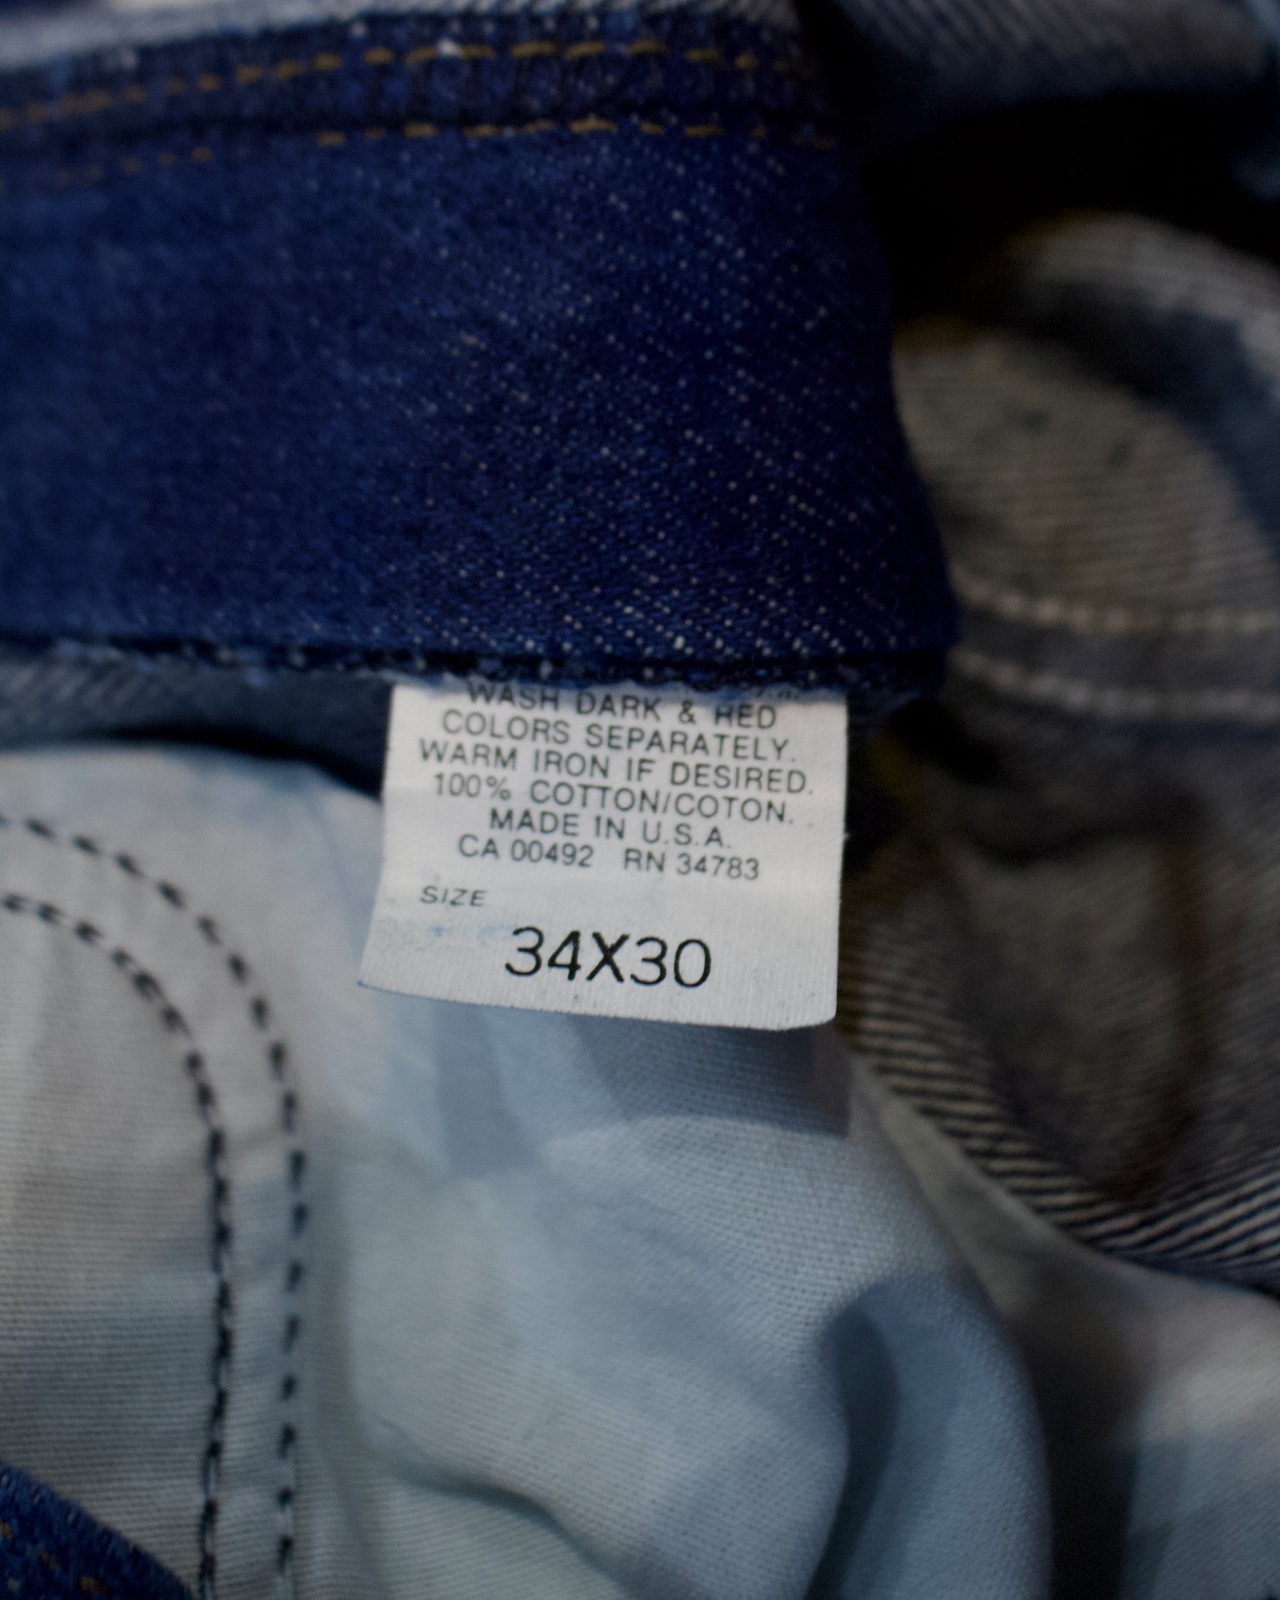 WASH DARK & RED
COLORS SEPARATELY.
WARM IRON IF DESIRED.
100% COTTON/COTON.
MADE IN U.S.A.
CA 00492 RN 34783
SIZE
34X30